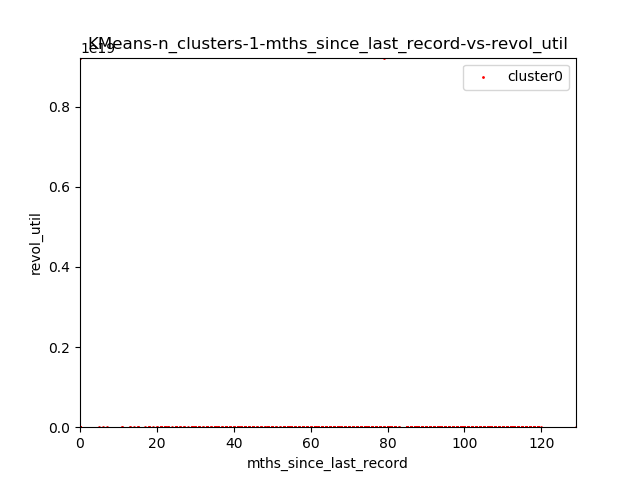 KMeans-n_clusters-1-mths_since_last_record-vs-revol_util
1e19
cluster0
0.8
0.6
0.4
0.2
0.0
revol_util
0 20 40 60 80 100 120
mths_since_last_record